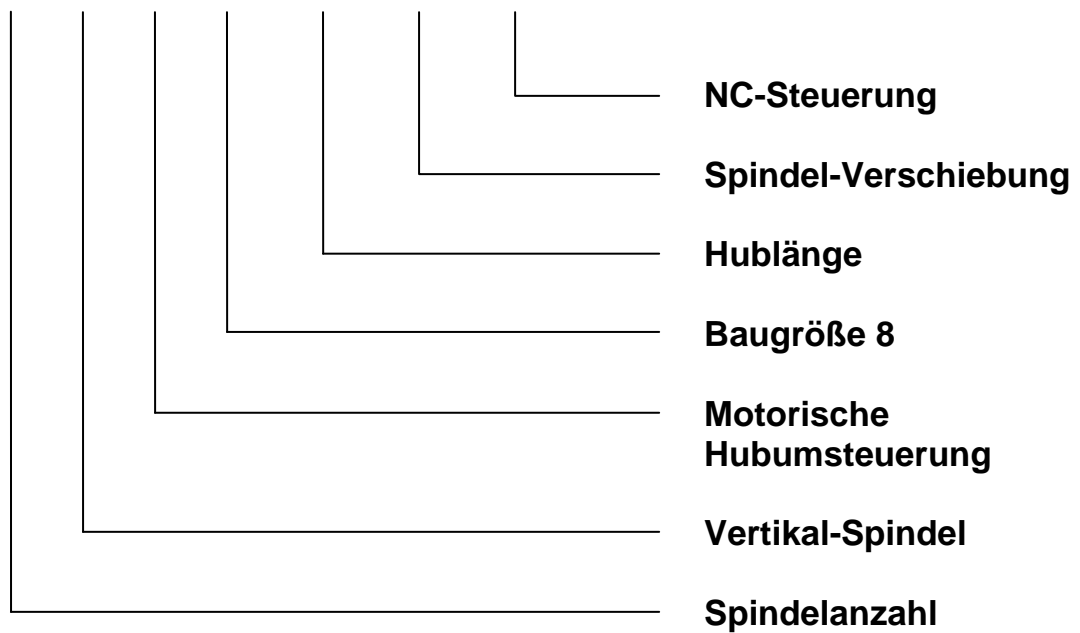 NC-Steuerung
Spindel-Verschiebung
Hublänge
Baugröße 8
Motorische
Hubumsteuerung
Vertikal-Spindel
Spindelanzahl